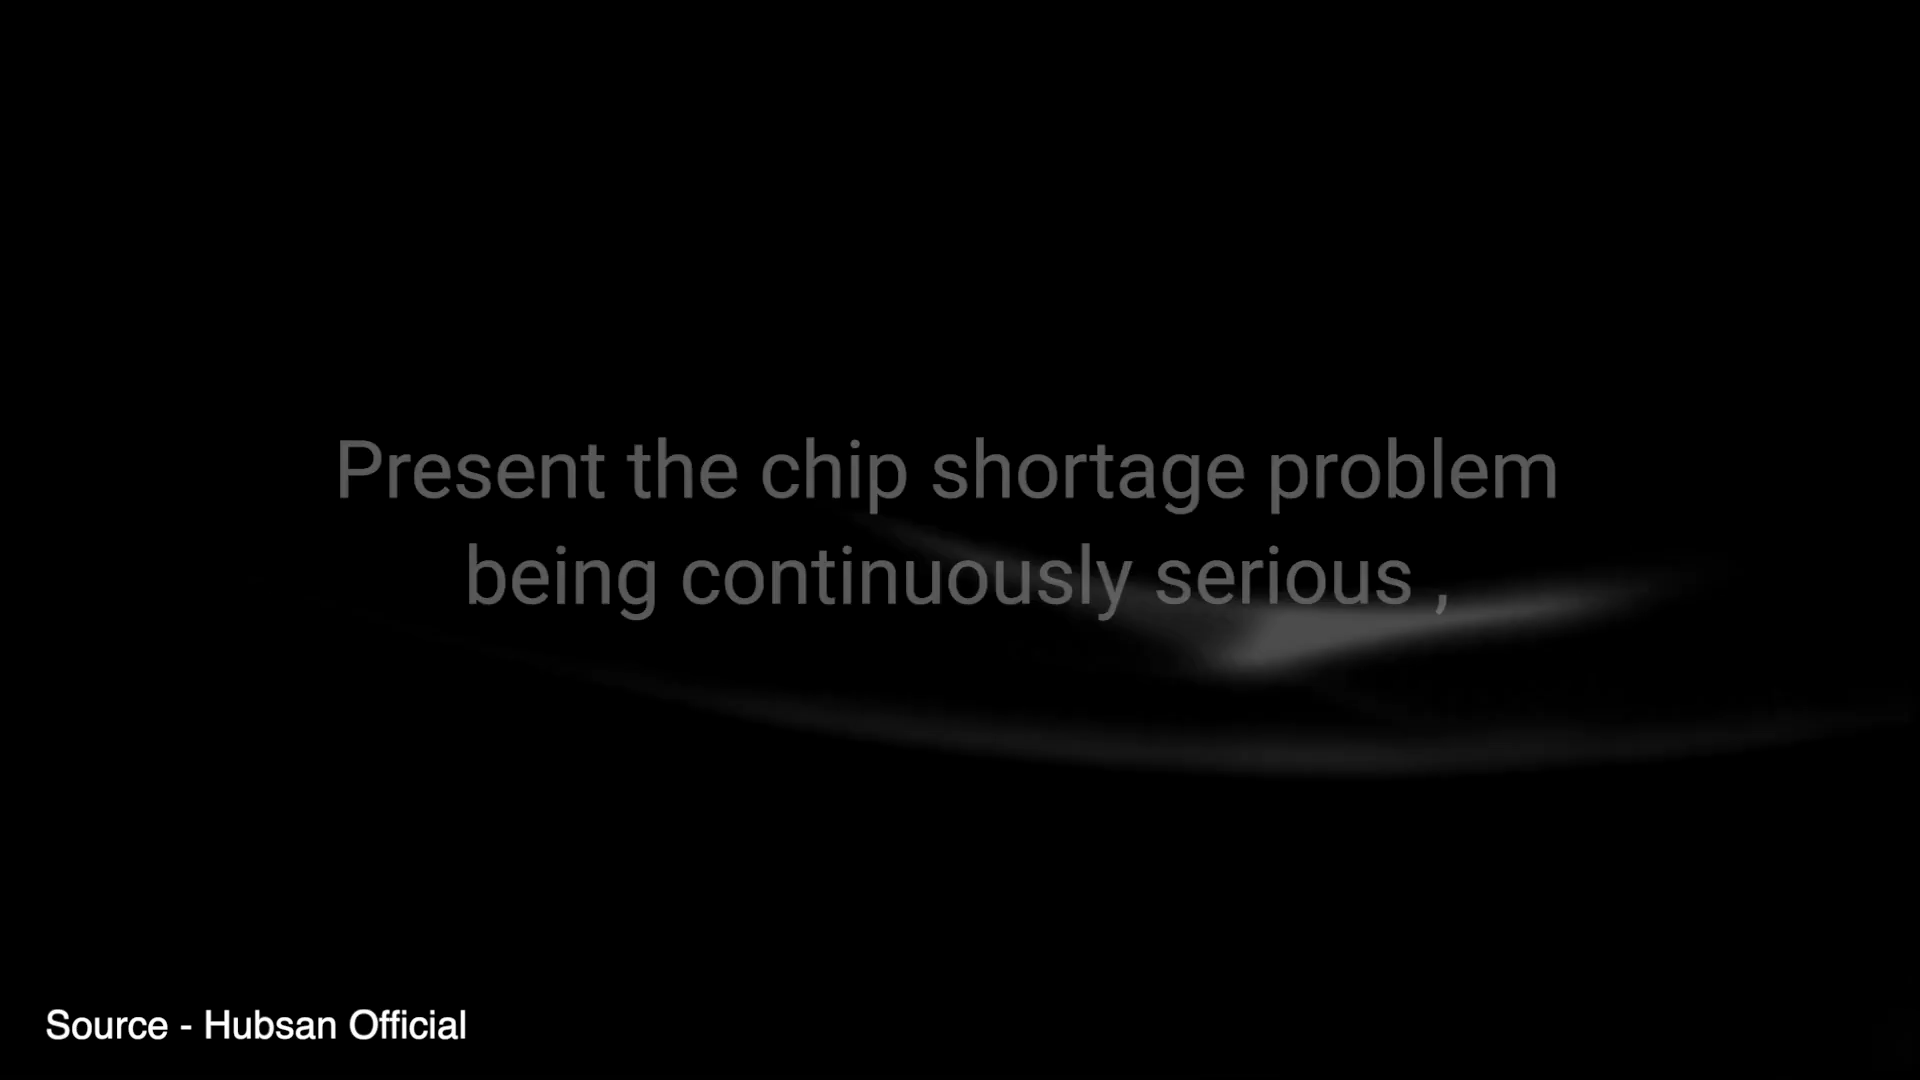 Present the chip shortage problem
being continuously serious ,
Source - Hubsan Official